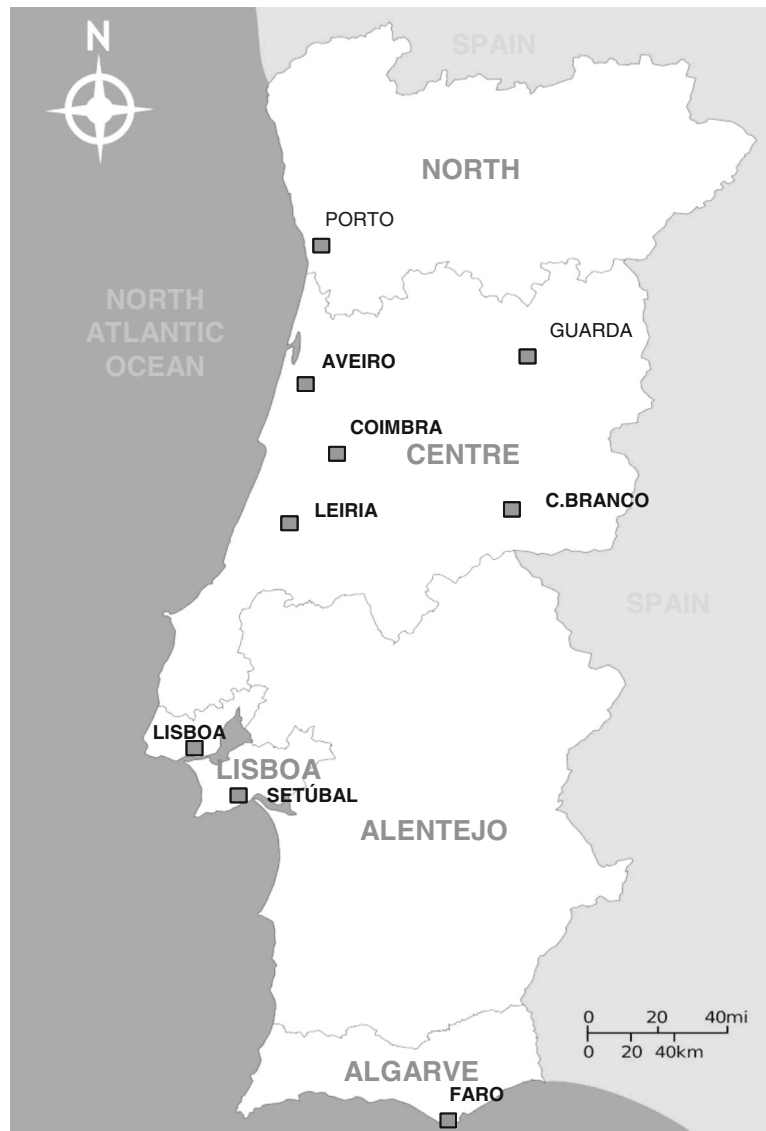 N
SPAIN
NORTH
PORTO
NORTH
ATLANTIC
OCEAN
GUARDA
AVEIRO
COIMBRA
CENTRE
C.BRANCO
LEIRIA
SPAIN
LISBOA
LISBOA
SETÚBAL
ALENTEJO
0 20 40mi
0 20 40km
ALGARVE
FARO